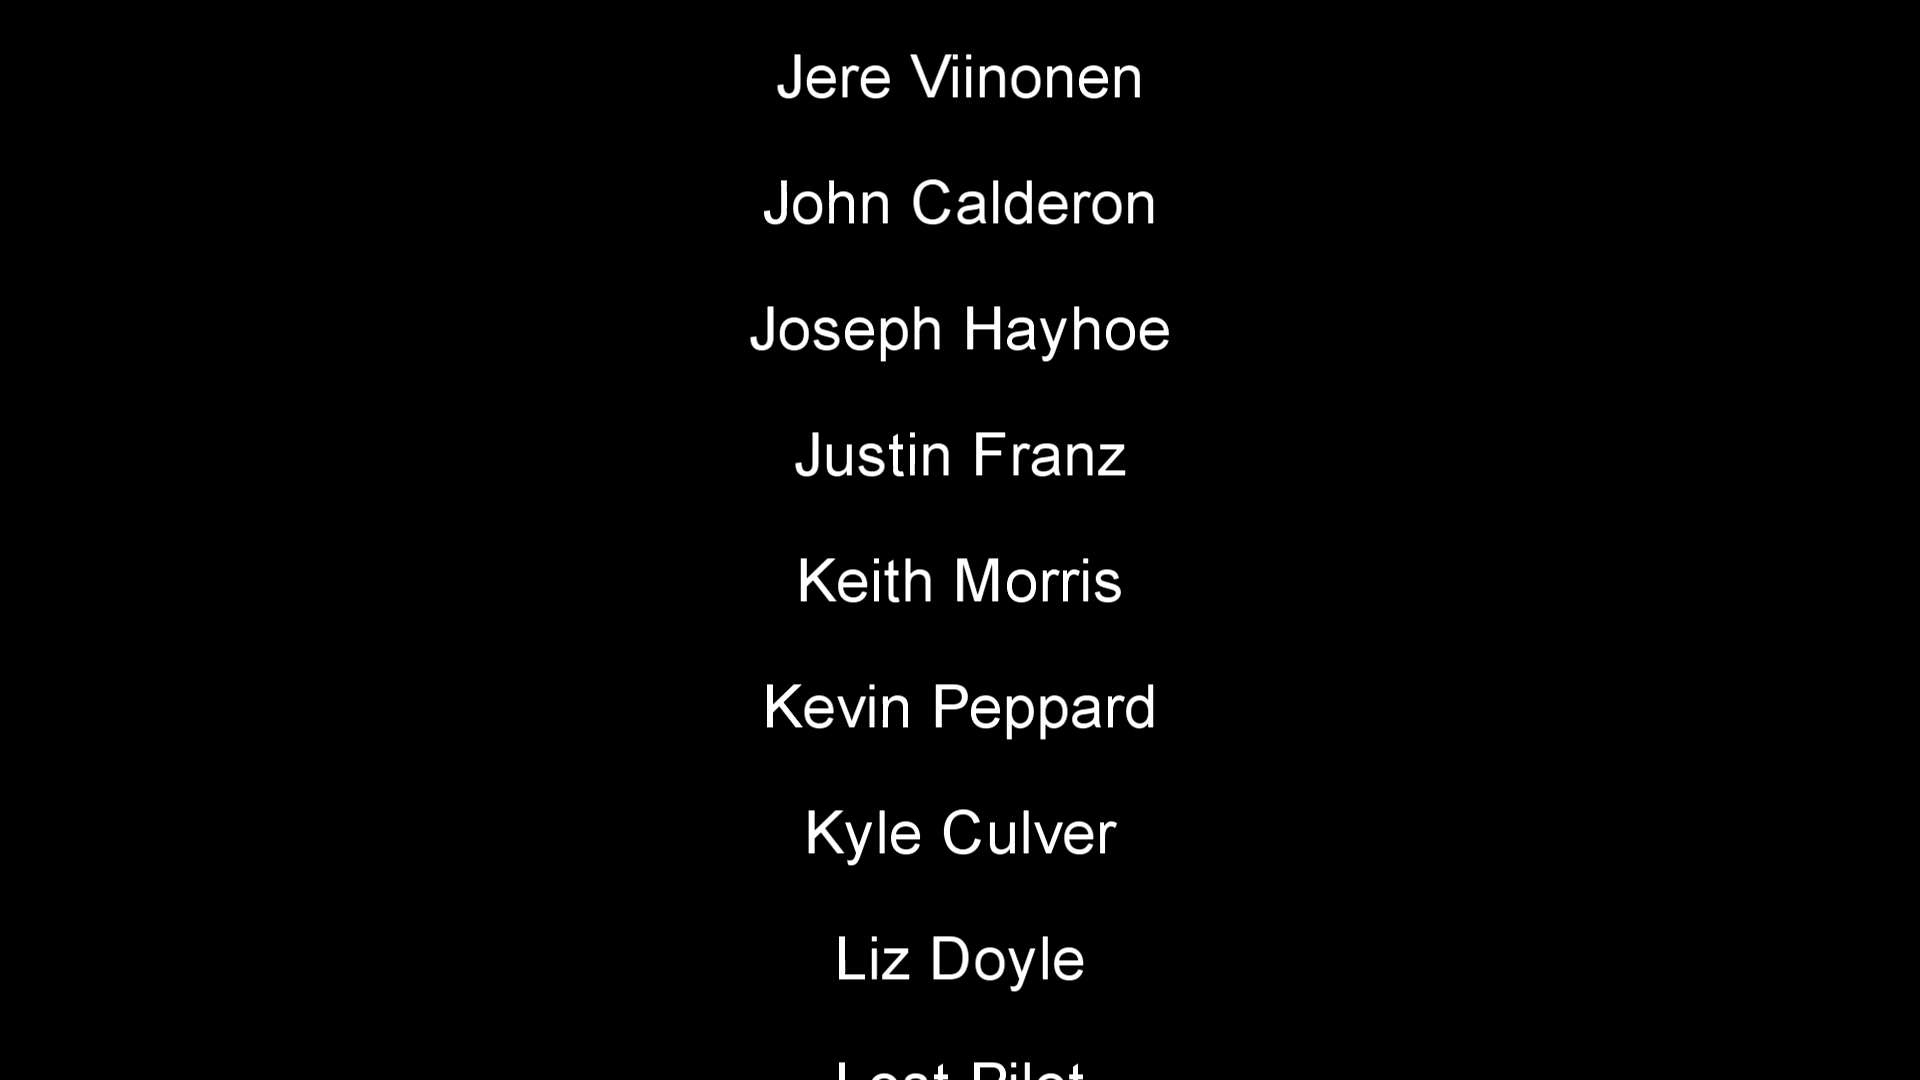 Jere Viinonen
John Calderon
Joseph Hayhoe
Justin Franz
Keith Morris
Kevin Peppard
Kyle Culver
Liz Doyle